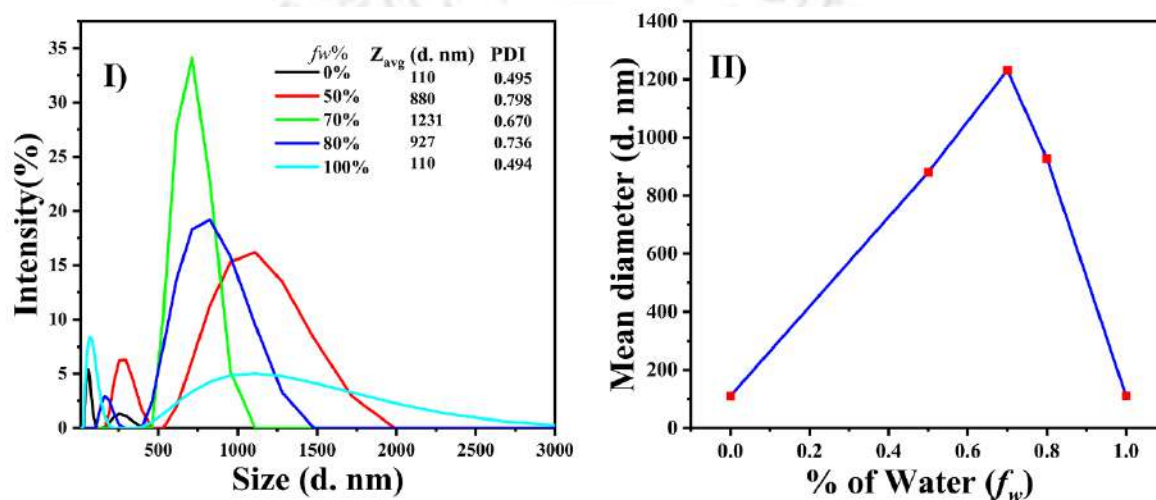 I)
fw% Zavg (d. nm) PDI
0% 110 0.495
50% 880 0.798
70% 1231 0.670
80% 927 0.736
100% 110 0.494
Intensity(%)
35
30
25
20
15
10
5
0
500 1000 1500 2000 2500 3000
Size (d. nm)
II)
Mean diameter (d. nm)
1400
1200
1000
800
600
400
200
0
0.0 0.2 0.4 0.6 0.8 1.0
% of Water (fw)